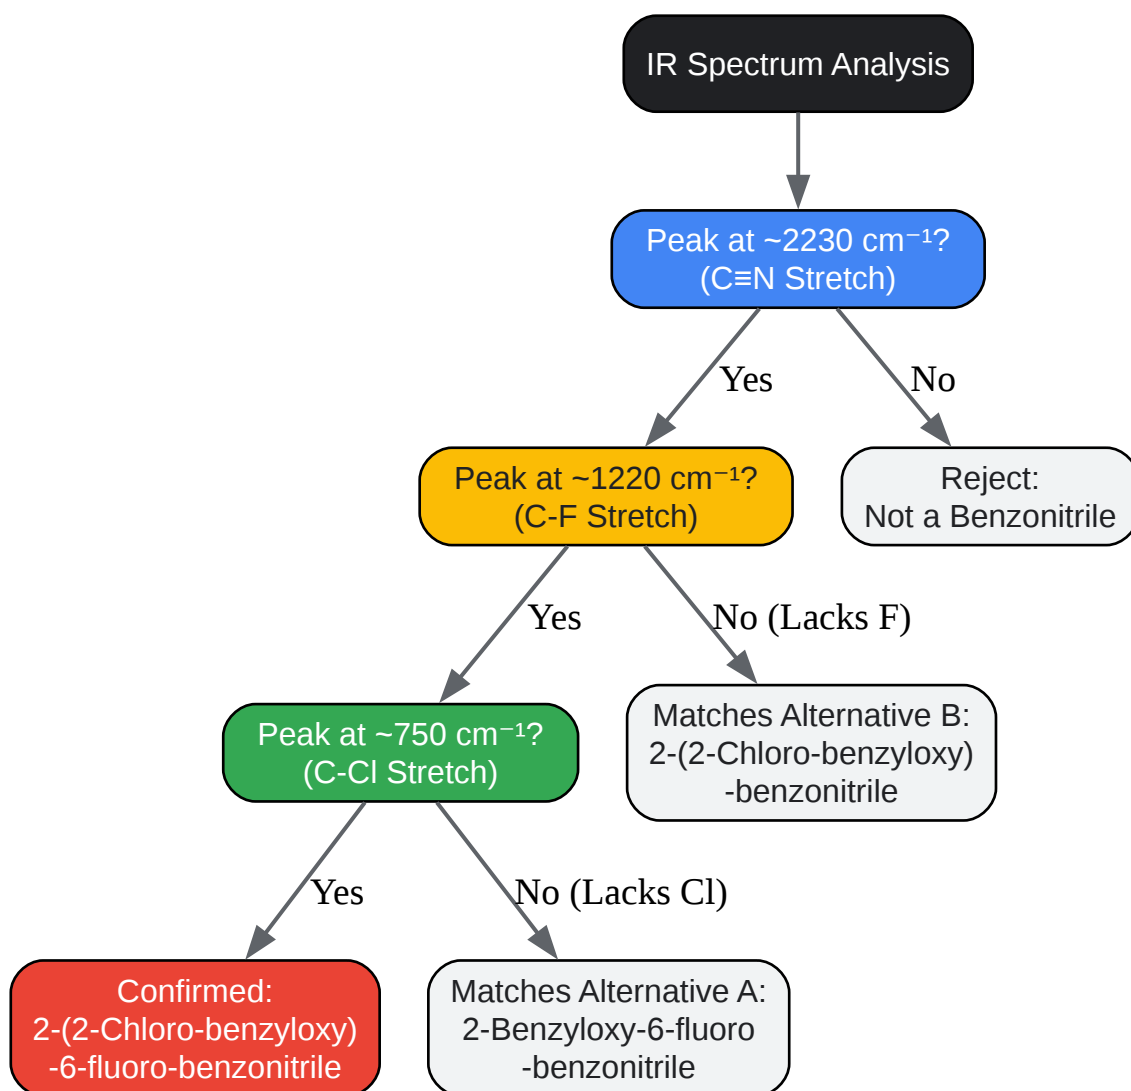 IR Spectrum Analysis
Peak at ~2230 cm⁻¹?
(C≡N Stretch)
Yes
No
Peak at ~1220 cm⁻¹?
(C-F Stretch)
Reject:
Not a Benzonitrile
Yes
No (Lacks F)
Peak at ~750 cm⁻¹?
(C-Cl Stretch)
Matches Alternative B:
2-(2-Chloro-benzyloxy)
-benzonitrile
Yes
No (Lacks Cl)
Confirmed:
2-(2-Chloro-benzyloxy)
-6-fluoro-benzonitrile
Matches Alternative A:
2-Benzyloxy-6-fluoro
-benzonitrile